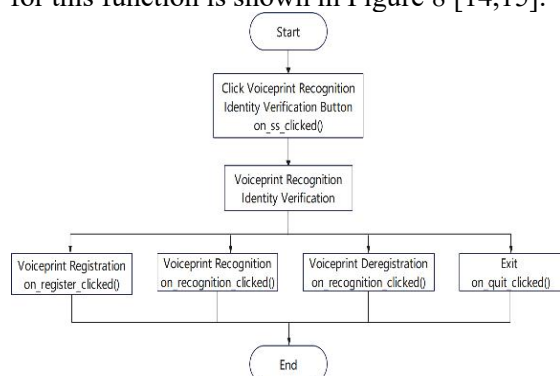 for this function is shown in Figure 8 [14,15].
Start
Click Voiceprint Recognition
Identity Verification Button
on_ss_clicked()
Voiceprint Recognition
Identity Verification
Voiceprint Registration
on_register_clicked()
Voiceprint Recognition
on_recognition_clicked()
Voiceprint Deregistration
on_recognition_clicked()
Exit
on_quit_clicked()
End